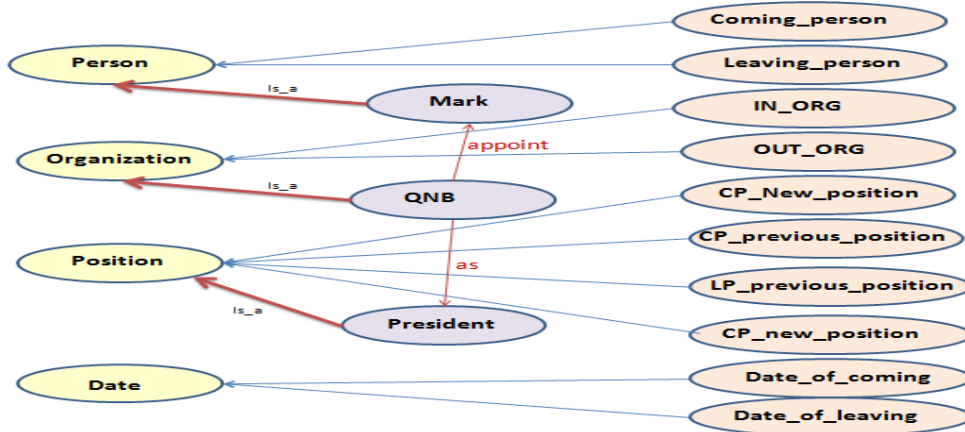 Coming_person
Person
Leaving_person
Is_a
Mark
IN_ORG
appoint
Organization
OUT_ORG
Is_a
QNB
CP_New_position
CP_previous_position
Position
as
LP_previous_position
Is_a
President
CP_new_position
Date
Date_of_coming
Date_of_leaving